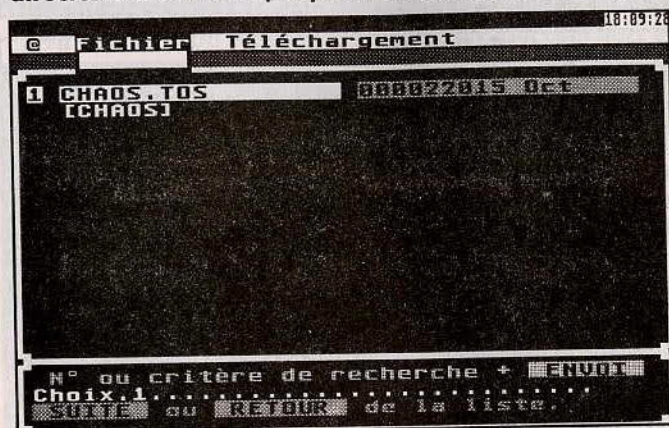 18:09:28
@ Fichier Téléchargement
1 CHAOS.TOS 000022015 Oct
[CHAOS]
N° ou critère de recherche + ENVOI
Choix.1..................................
SUITE ou RETOUR de la liste.